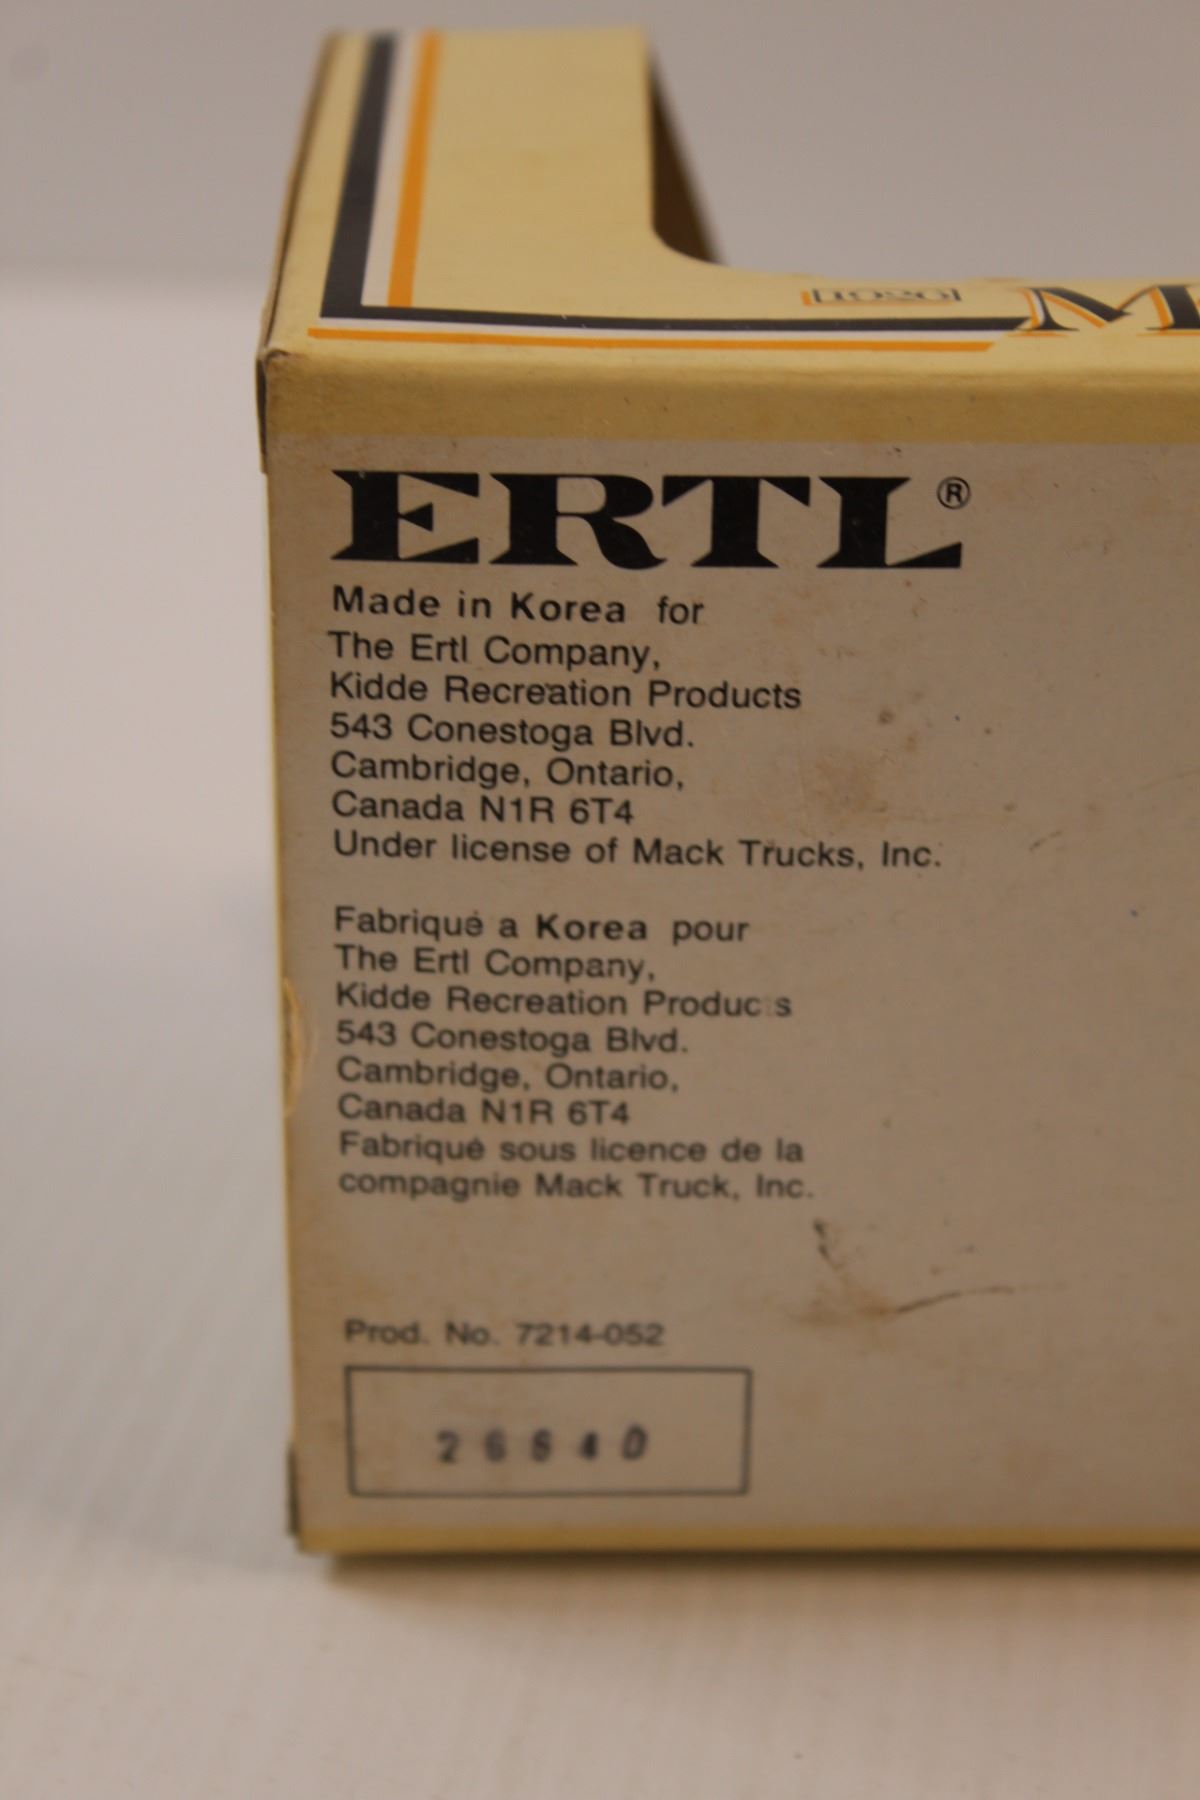 1926
ERTL®
Made in Korea for
The Ertl Company,
Kidde Recreation Products
543 Conestoga Blvd.
Cambridge, Ontario,
Canada N1R 6T4
Under license of Mack Trucks, Inc.
Fabriqué a Korea pour
The Ertl Company,
Kidde Recreation Produc s
543 Conestoga Blvd.
Cambridge, Ontario,
Canada N1R 6T4
Fabriqué sous licence de la
compagnie Mack Truck, Inc.
Prod. No. 7214-052